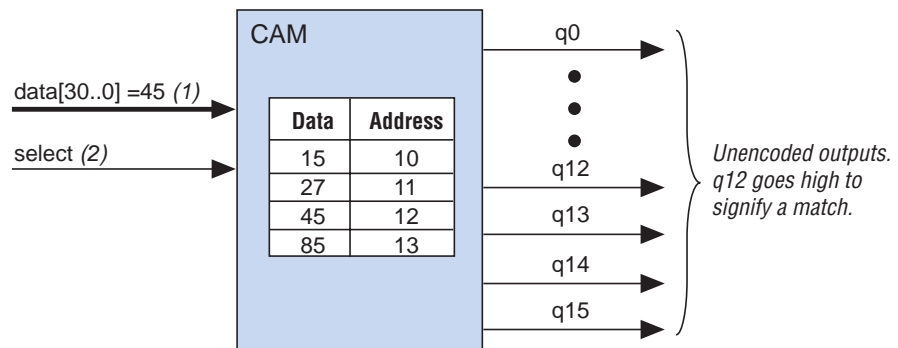 CAM
q0
data[30..0] =45 (1)
select (2)
Data Address
15 10
27 11
45 12
85 13
q12
q13
q14
q15
Unencoded outputs.
q12 goes high to
signify a match.